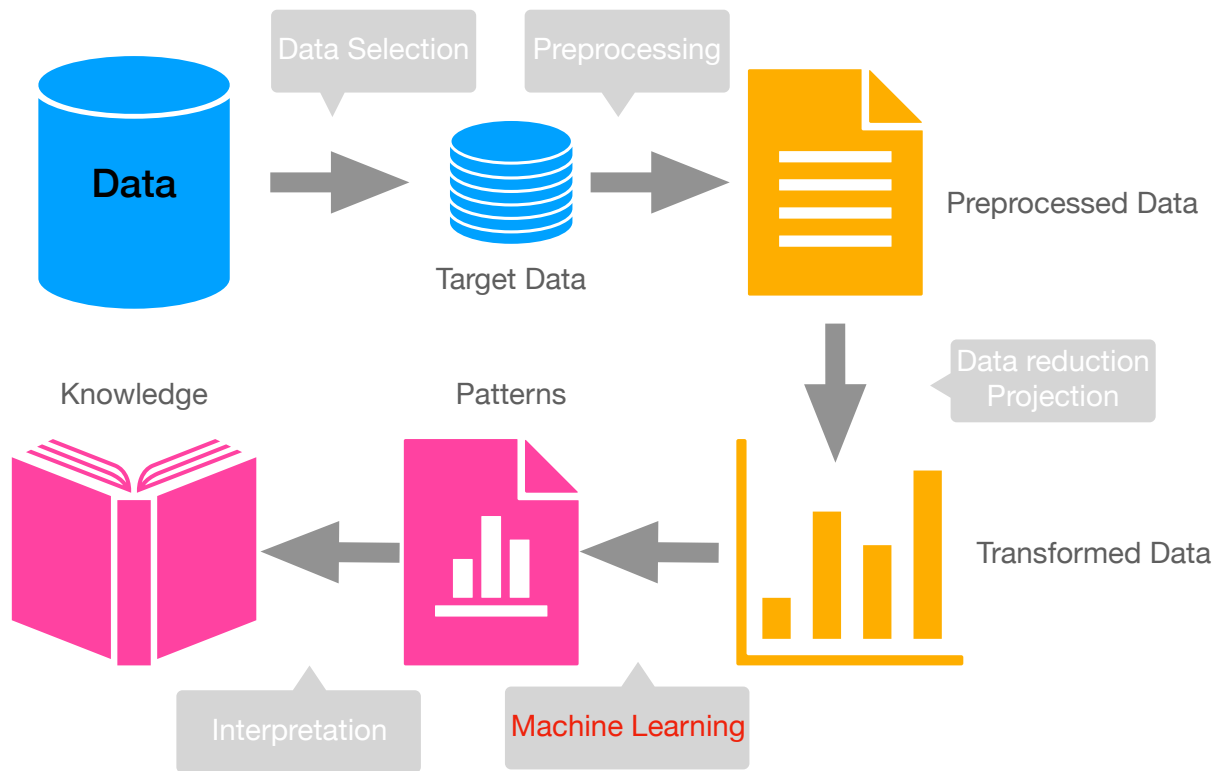 Data Selection
Preprocessing
Data
Target Data
Preprocessed Data
Data reduction
Projection
Knowledge
Patterns
Transformed Data
Interpretation
Machine Learning